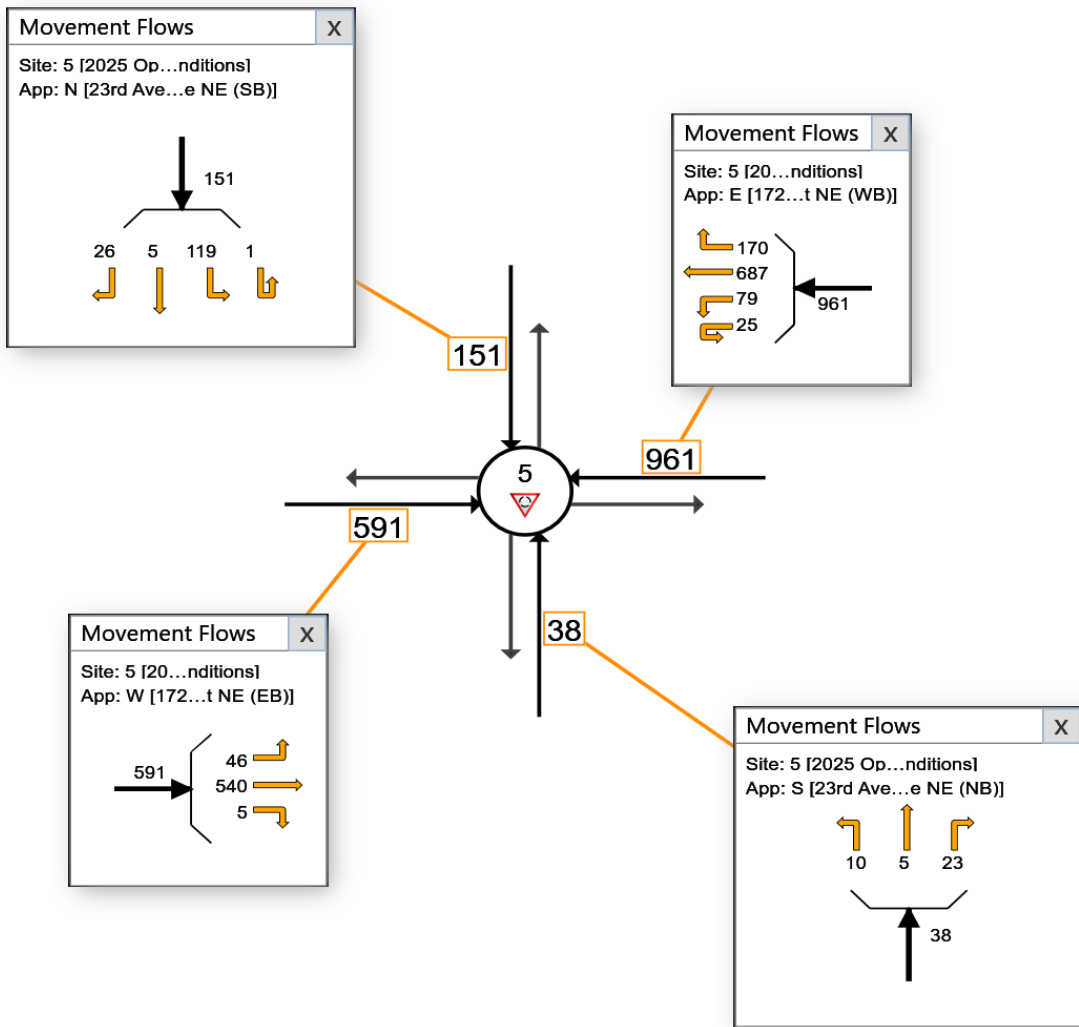 Movement Flows X
Site: 5 [2025 Op...nditions]
App: N [23rd Ave...e NE (SB)]
151
26 5 119 1
Movement Flows X
Site: 5 [20...nditions]
App: E [172...t NE (WB)]
170
687
79
25
961
151
961
5
591
38
Movement Flows X
Site: 5 [20...nditions]
App: W [172...t NE (EB)]
591
46
540
5
Movement Flows X
Site: 5 [2025 Op...nditions]
App: S [23rd Ave...e NE (NB)]
10 5 23
38